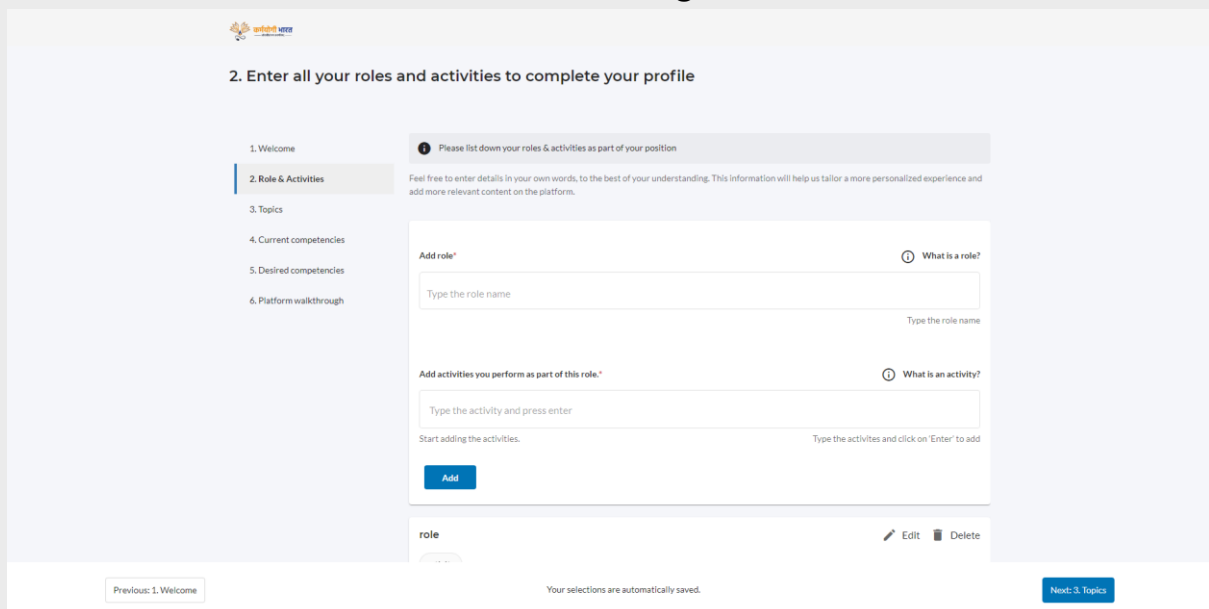 कर्मयोगी भारत
2. Enter all your roles and activities to complete your profile
1. Welcome
2. Role & Activities
3. Topics
4. Current competencies
5. Desired competencies
6. Platform walkthrough
Please list down your roles & activities as part of your position
Feel free to enter details in your own words, to the best of your understanding. This information will help us tailor a more personalized experience and
add more relevant content on the platform.
Add role*
What is a role?
Type the role name
Type the role name
Add activities you perform as part of this role.*
What is an activity?
Type the activity and press enter
Start adding the activities.
Type the activites and click on 'Enter' to add
Add
role
Edit
Delete
Previous: 1. Welcome
Your selections are automatically saved.
Next: 3. Topics